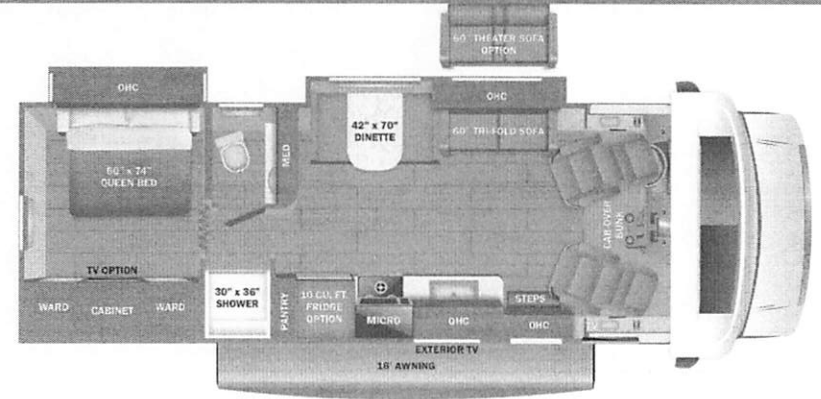 60" THEATER SOFA
OPTION
OHC
OHC
42" x 70"
DINETTE
60" TRI-FOLD SOFA
MED
60" x 74"
QUEEN BED
CAB-OVER
BUNK
TV OPTION
WARD
CABINET
WARD
30" x 36"
SHOWER
PANTRY
10 CU. FT.
FRIDGE
OPTION
MICRO
OHC
STEPS
OHC
TV
EXTERIOR TV
16' AWNING